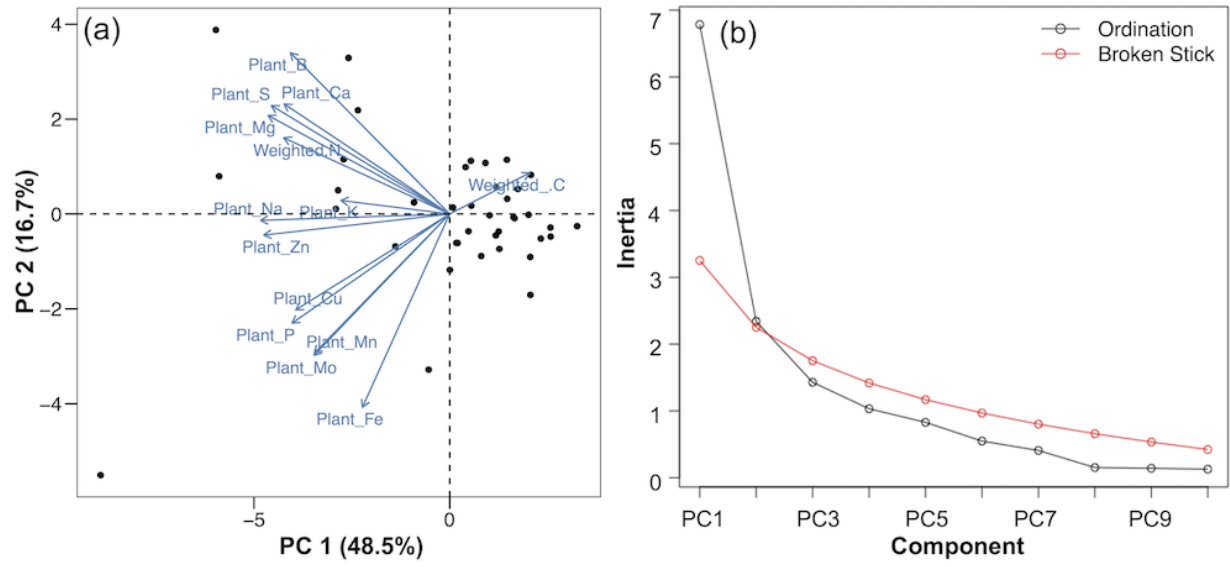 (a)
4
2
0
−2
−4
PC 2 (16.7%)
Plant_B
Plant_S
Plant_Ca
Plant_Mg
Weighted.N
Weighted_.C
Plant_Na
Plant_K
Plant_Zn
Plant_Cu
Plant_P
Plant_Mn
Plant_Mo
Plant_Fe
−5
0
PC 1 (48.5%)
(b)
Ordination
Broken Stick
7
6
5
4
3
2
1
0
Inertia
PC1
PC3
PC5
PC7
PC9
Component